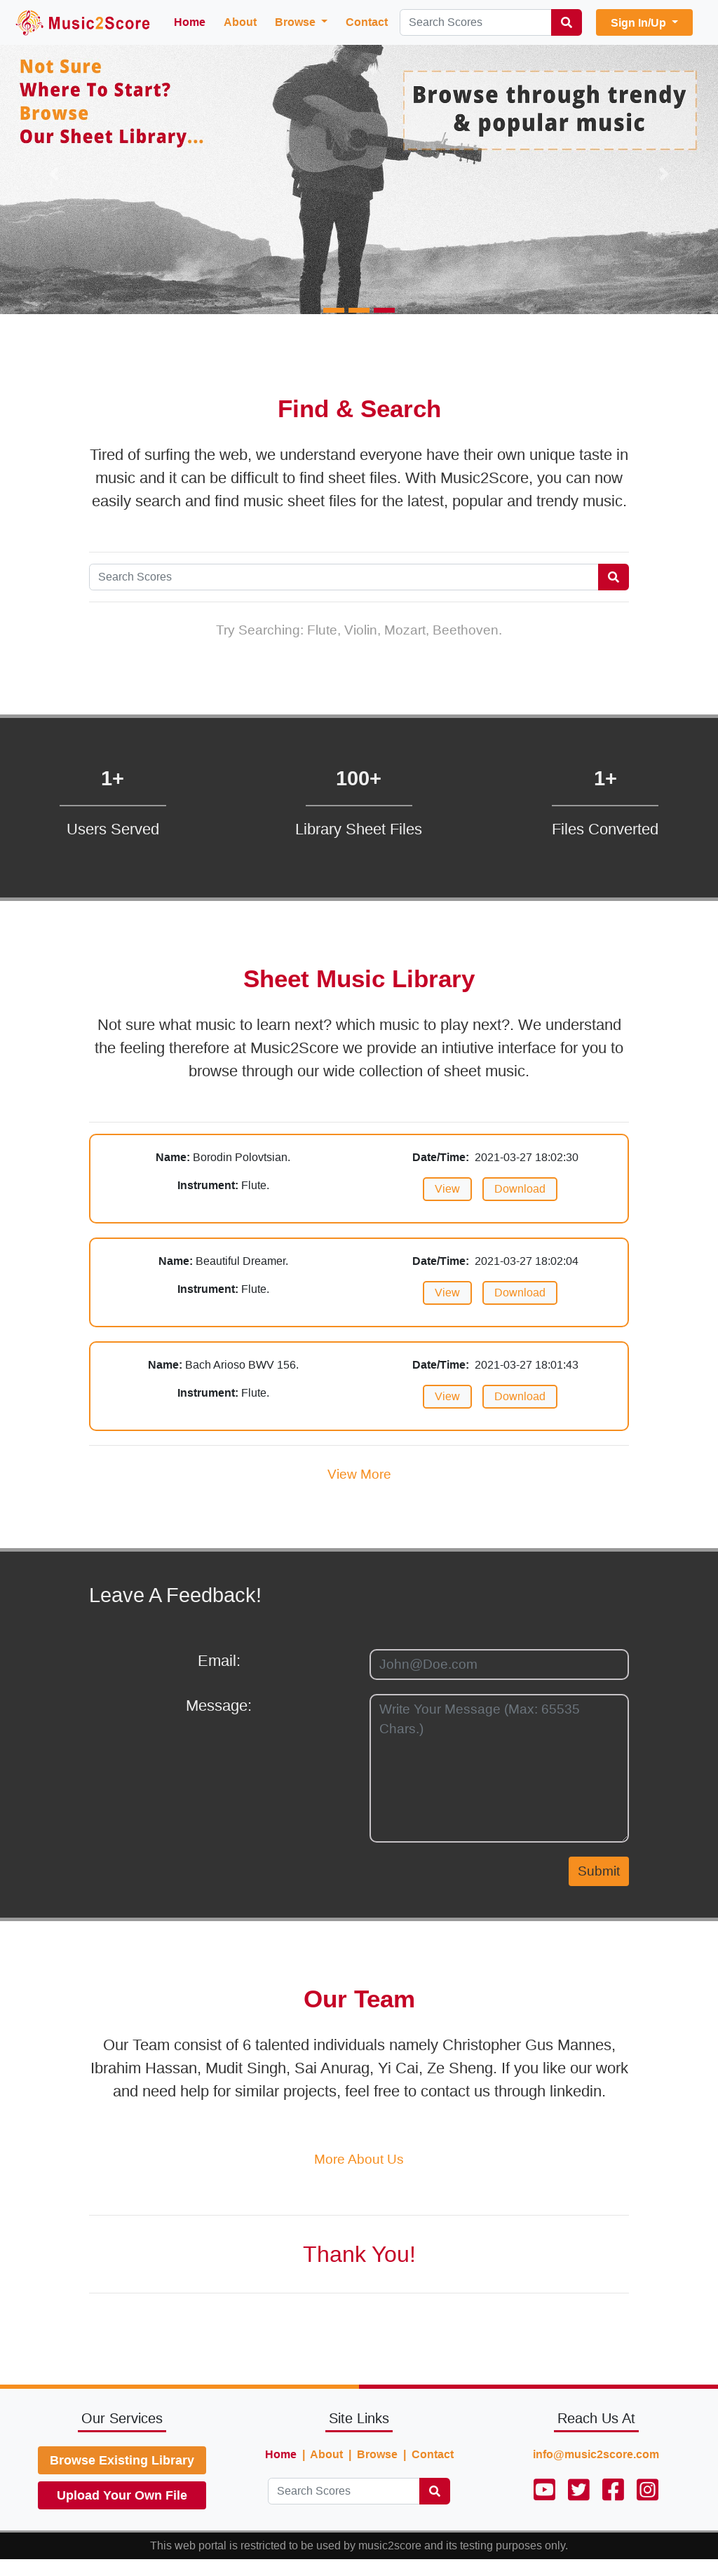 Music2Score
Home About Browse Contact Search Scores Sign In/Up
Not Sure
Where To Start?
Browse
Our Sheet Library...
Browse through trendy
& popular music
Find & Search
Tired of surfing the web, we understand everyone have their own unique taste in
music and it can be difficult to find sheet files. With Music2Score, you can now
easily search and find music sheet files for the latest, popular and trendy music.
Search Scores
Try Searching: Flute, Violin, Mozart, Beethoven.
1+ 100+ 1+
Users Served Library Sheet Files Files Converted
Sheet Music Library
Not sure what music to learn next? which music to play next?. We understand
the feeling therefore at Music2Score we provide an intiutive interface for you to
browse through our wide collection of sheet music.
Name: Borodin Polovtsian. Date/Time: 2021-03-27 18:02:30
Instrument: Flute. View Download
Name: Beautiful Dreamer. Date/Time: 2021-03-27 18:02:04
Instrument: Flute. View Download
Name: Bach Arioso BWV 156. Date/Time: 2021-03-27 18:01:43
Instrument: Flute. View Download
View More
Leave A Feedback!
Email: John@Doe.com
Message: Write Your Message (Max: 65535
Chars.)
Submit
Our Team
Our Team consist of 6 talented individuals namely Christopher Gus Mannes,
Ibrahim Hassan, Mudit Singh, Sai Anurag, Yi Cai, Ze Sheng. If you like our work
and need help for similar projects, feel free to contact us through linkedin.
More About Us
Thank You!
Our Services Site Links Reach Us At
Browse Existing Library Home | About | Browse | Contact info@music2score.com
Upload Your Own File Search Scores
This web portal is restricted to be used by music2score and its testing purposes only.